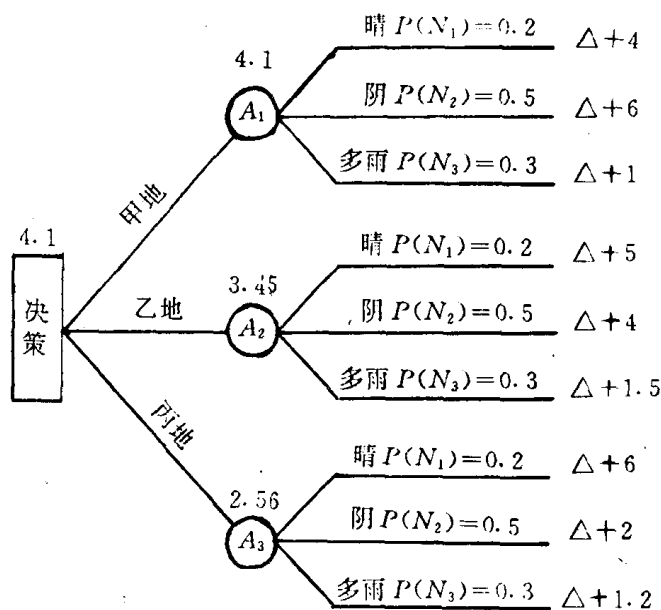 晴 P(N₁)=0.2 △+4
4.1
A₁
阴 P(N₂)=0.5 △+6
多雨 P(N₃)=0.3 △+1
甲地
4.1
决策
晴 P(N₁)=0.2 △+5
3.45
乙地
A₂
阴 P(N₂)=0.5 △+4
多雨 P(N₃)=0.3 △+1.5
丙地
晴 P(N₁)=0.2 △+6
2.56
A₃
阴 P(N₂)=0.5 △+2
多雨 P(N₃)=0.3 △+1.2